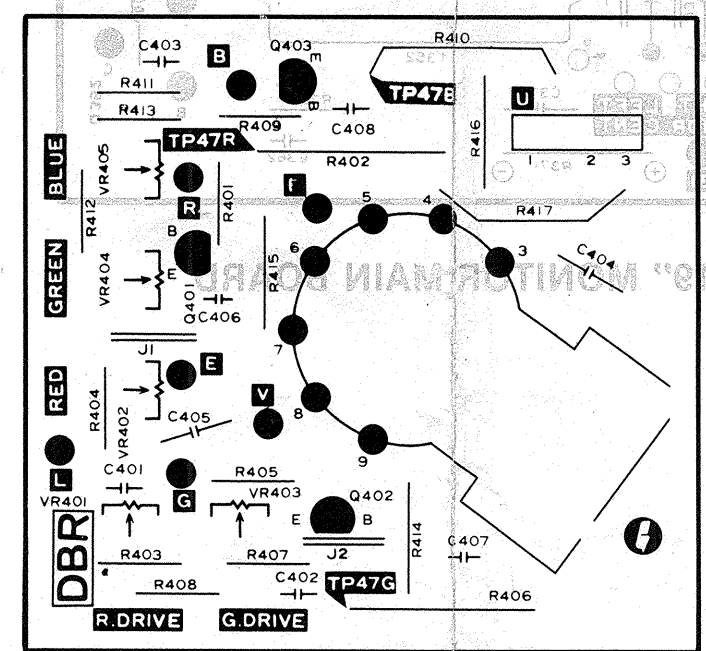 R410
C403
B
Q403
E
R411
TP47B
B
U
R413
R409
C408
R416
TP47R
R402
1 2 3
BLUE
VR405
R412
R
R401
f
5
4
R417
B
6
3
C404
GREEN
VR404
E
Q401
R415
C406
19" MONITOR MAIN BOARD
J1
7
RED
R404
VR402
E
C405
V
8
9
L
VR401
C401
G
R405
VR403
Q402
E
B
R414
C407
DBR
J2
R403
R407
R408
C402
TP47G
R406
R.DRIVE
G.DRIVE